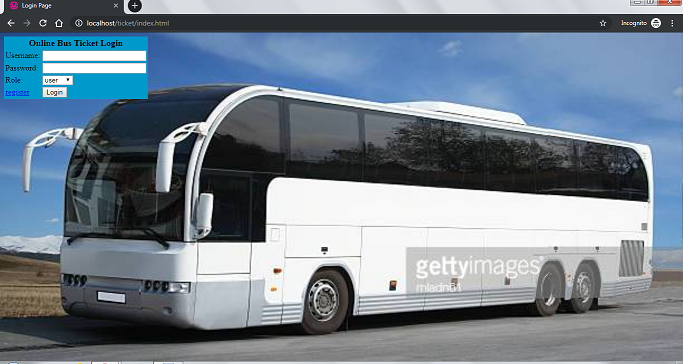 Login Page
localhost/ticket/index.html
Incognito
Online Bus Ticket Login
Username:
Password:
Role: user
register Login
gettyimages
mladn61